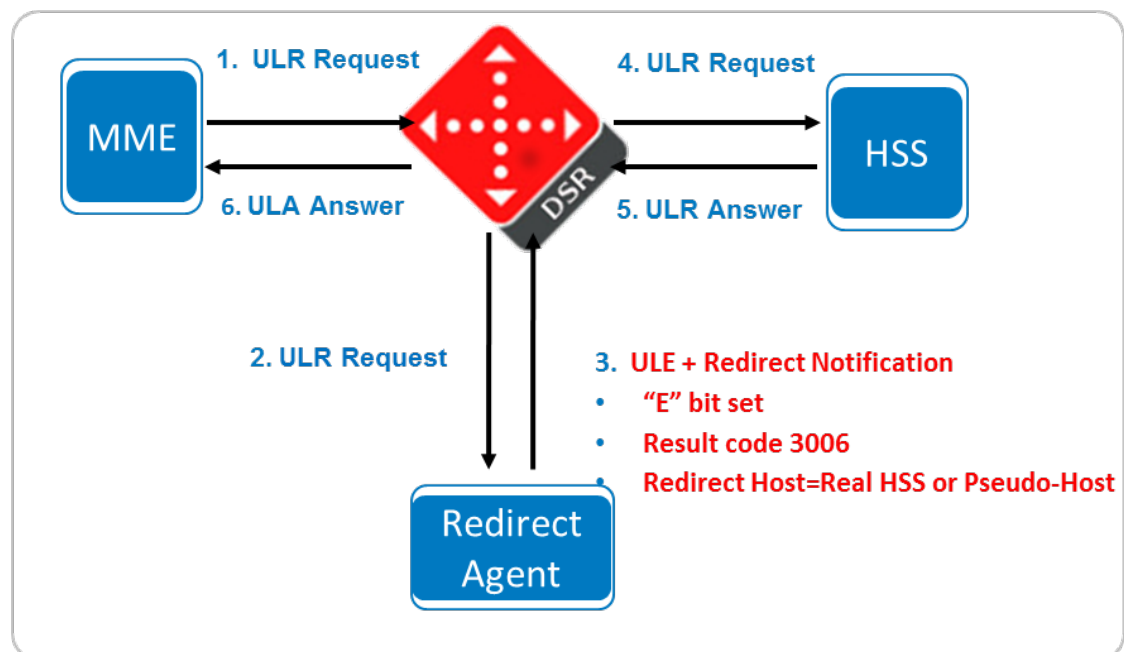 1. ULR Request
4. ULR Request
MME
HSS
DSR
6. ULA Answer
5. ULR Answer
2. ULR Request
3. ULE + Redirect Notification
• “E” bit set
• Result code 3006
• Redirect Host=Real HSS or Pseudo-Host
Redirect
Agent